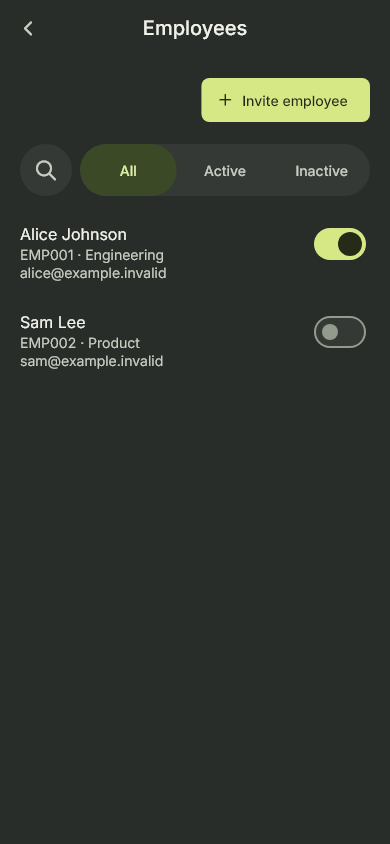 Employees
Invite employee
All
Active
Inactive
Alice Johnson
EMP001 · Engineering
alice@example.invalid
Sam Lee
EMP002 · Product
sam@example.invalid